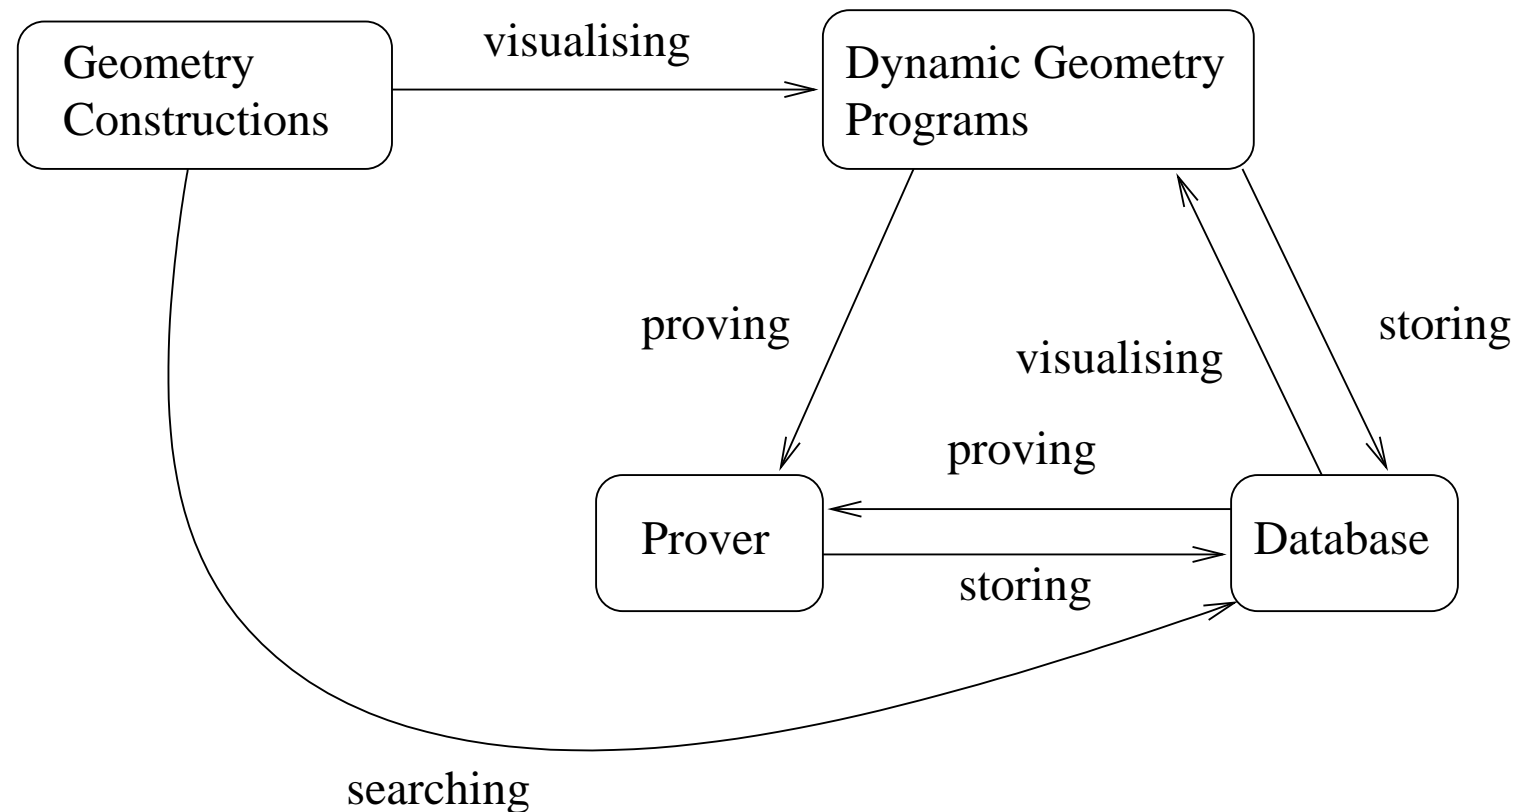 Geometry
Constructions
visualising
Dynamic Geometry
Programs
proving
visualising
storing
proving
Prover
Database
storing
searching